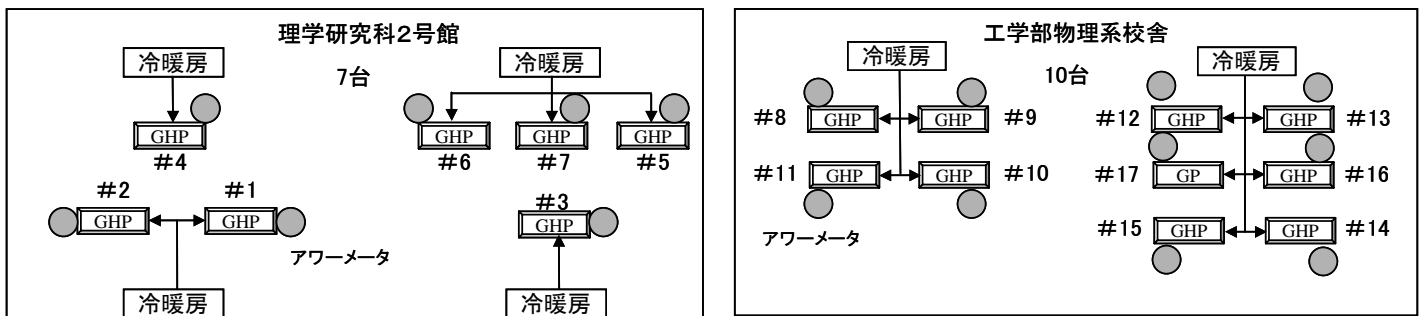 理学研究科2号館
冷暖房
7台
冷暖房
GHP
#4
GHP
#6
GHP
#7
GHP
#5
#2
GHP
#1
GHP
アワーメータ
#3
GHP
冷暖房
冷暖房
工学部物理系校舎
冷暖房
10台
冷暖房
#8
GHP
GHP
#9
#11
GHP
GHP
#10
アワーメータ
#12
GHP
GHP
#13
#17
GP
GHP
#16
#15
GHP
GHP
#14